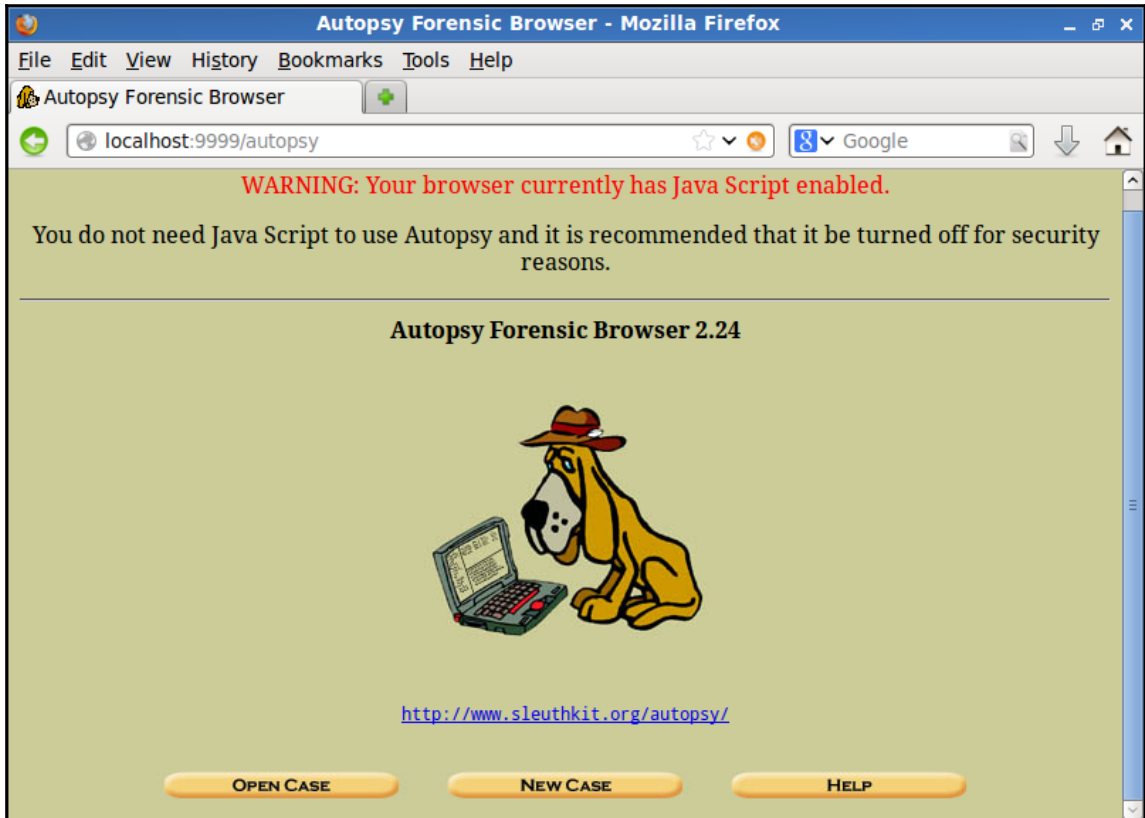 Autopsy Forensic Browser - Mozilla Firefox
File Edit View History Bookmarks Tools Help
Autopsy Forensic Browser
localhost:9999/autopsy
Google
WARNING: Your browser currently has Java Script enabled.
You do not need Java Script to use Autopsy and it is recommended that it be turned off for security
reasons.
Autopsy Forensic Browser 2.24
http://www.sleuthkit.org/autopsy/
OPEN CASE
NEW CASE
HELP